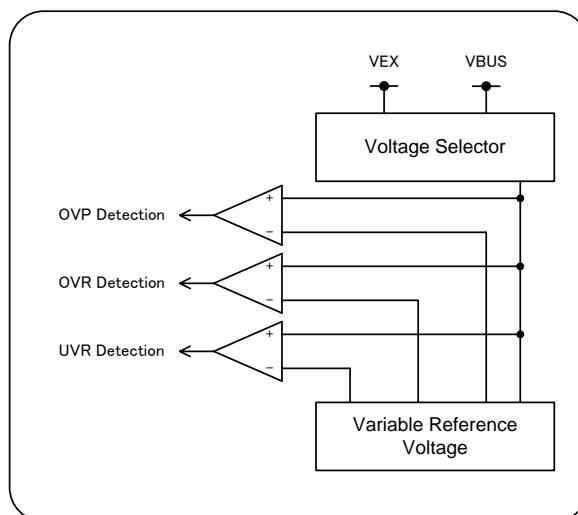 VEX
VBUS
Voltage Selector
+
OVP Detection
−
+
OVR Detection
−
+
UVR Detection
−
Variable Reference
Voltage